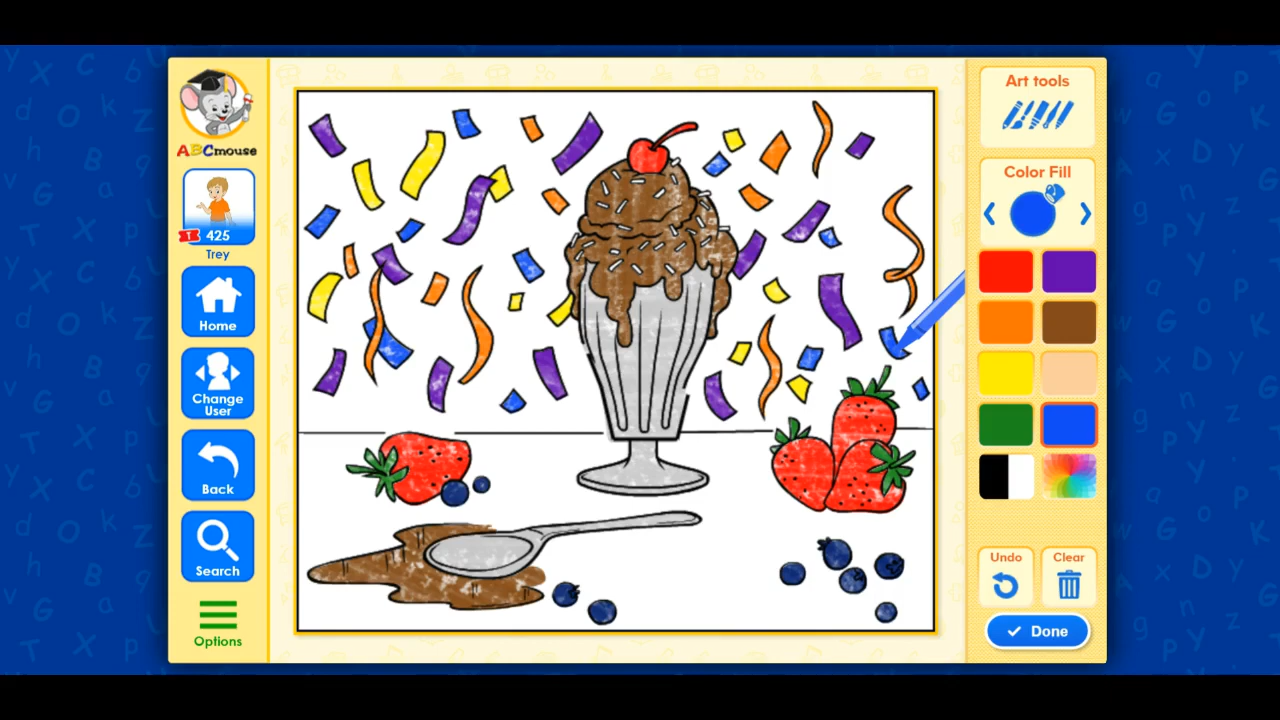 ABCmouse
T 425
Trey
Home
Change
User
Back
Search
Options
Art tools
Color Fill
Undo
Clear
Done